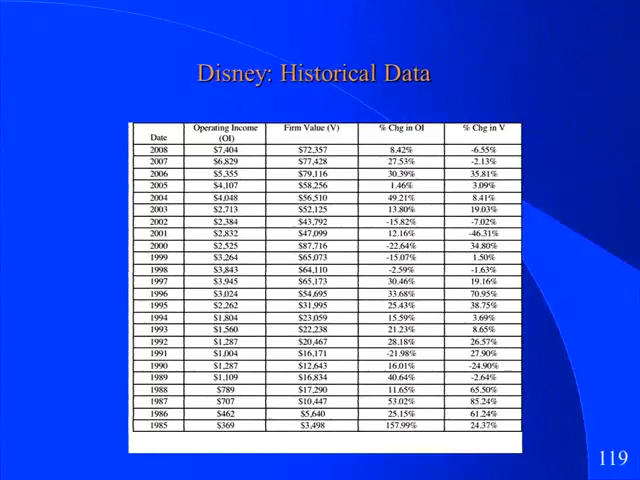 Disney: Historical Data
Date Operating Income (OI) Firm Value (V) % Chg in OI % Chg in V
2008 $7,404 $72,357 8.42% -6.55%
2007 $6,829 $77,428 27.53% -2.13%
2006 $5,355 $79,116 30.39% 35.81%
2005 $4,107 $58,256 1.46% 3.09%
2004 $4,048 $56,510 49.21% 8.41%
2003 $2,713 $52,125 13.80% 19.03%
2002 $2,384 $43,792 -15.82% -7.02%
2001 $2,832 $47,099 12.16% -46.31%
2000 $2,525 $87,716 -22.64% 34.80%
1999 $3,264 $65,073 -15.07% 1.50%
1998 $3,843 $64,110 -2.59% -1.63%
1997 $3,945 $65,173 30.46% 19.16%
1996 $3,024 $54,695 33.68% 70.95%
1995 $2,262 $31,995 25.43% 38.75%
1994 $1,804 $23,059 15.59% 3.69%
1993 $1,560 $22,238 21.23% 8.65%
1992 $1,287 $20,467 28.18% 26.57%
1991 $1,004 $16,171 -21.98% 27.90%
1990 $1,287 $12,643 16.01% -24.90%
1989 $1,109 $16,834 40.64% -2.64%
1988 $789 $17,290 11.65% 65.50%
1987 $707 $10,447 53.02% 85.24%
1986 $462 $5,640 25.15% 61.24%
1985 $369 $3,498 157.99% 24.37%
119